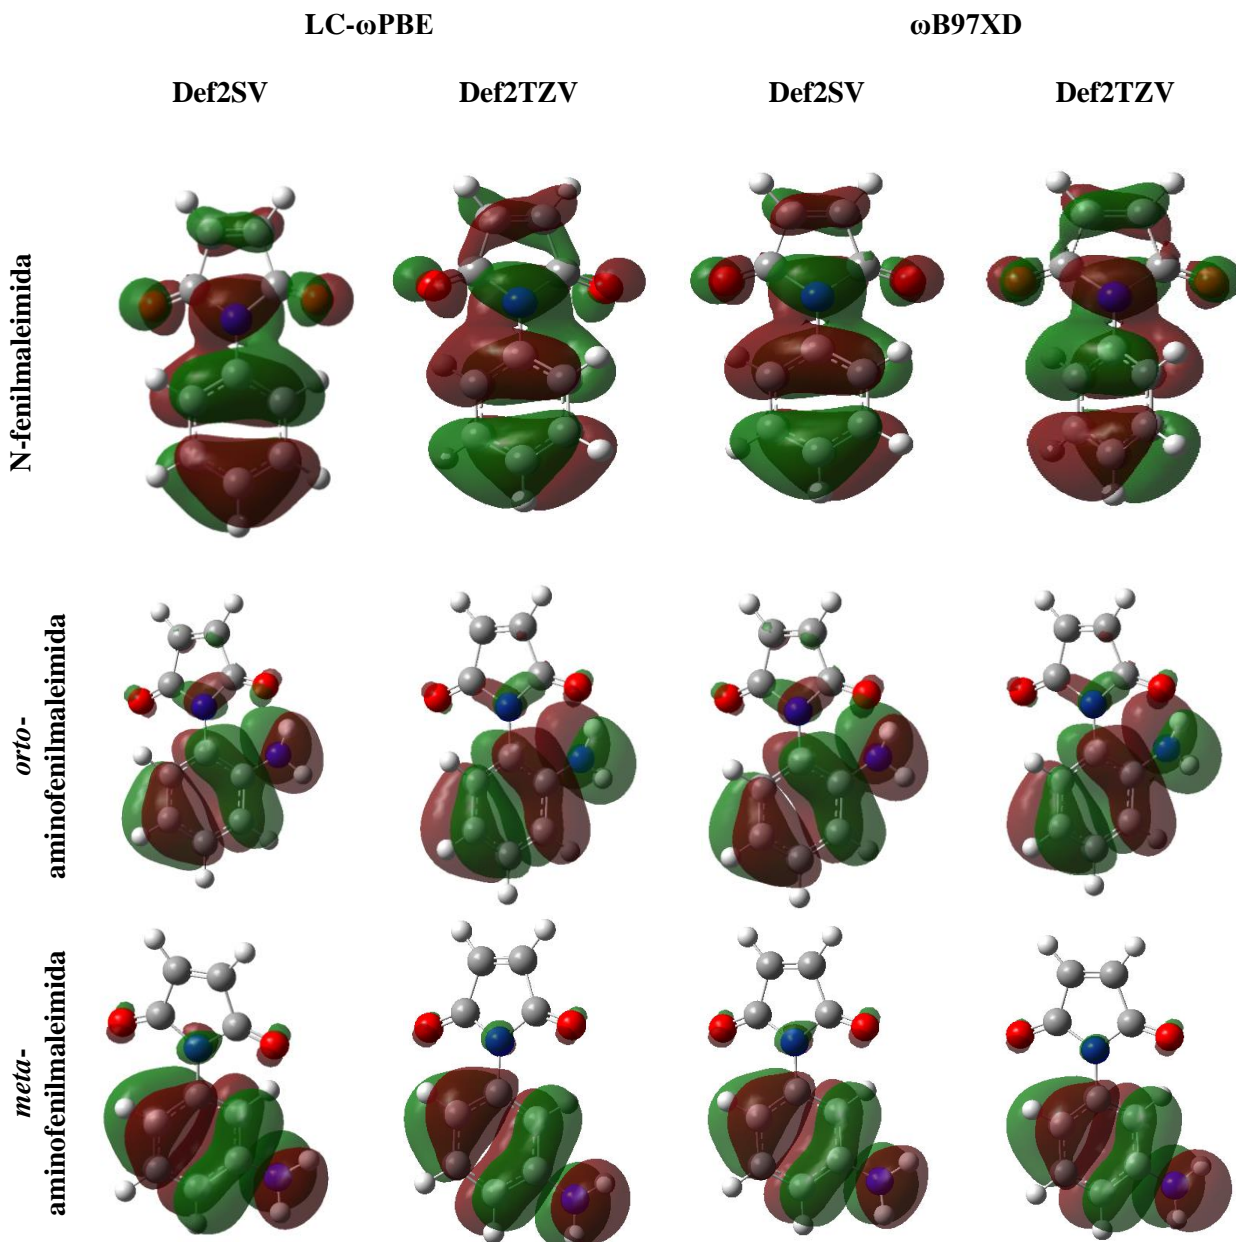 LC-ωPBE
ωB97XD
Def2SV
Def2TZV
Def2SV
Def2TZV
N-fenilmaleimida
orto-
aminofenilmaleimida
meta-
aminofenilmaleimida